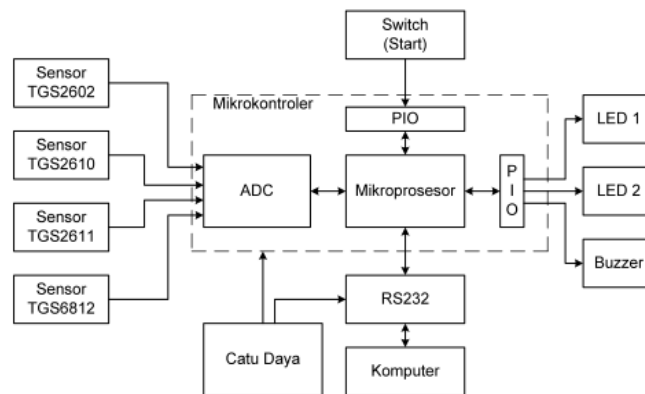 Switch
(Start)
Sensor
TGS2602
Mikrokontroler
PIO
LED 1
Sensor
TGS2610
ADC
Mikroprosesor
P
I
O
LED 2
Sensor
TGS2611
Buzzer
Sensor
TGS6812
RS232
Catu Daya
Komputer